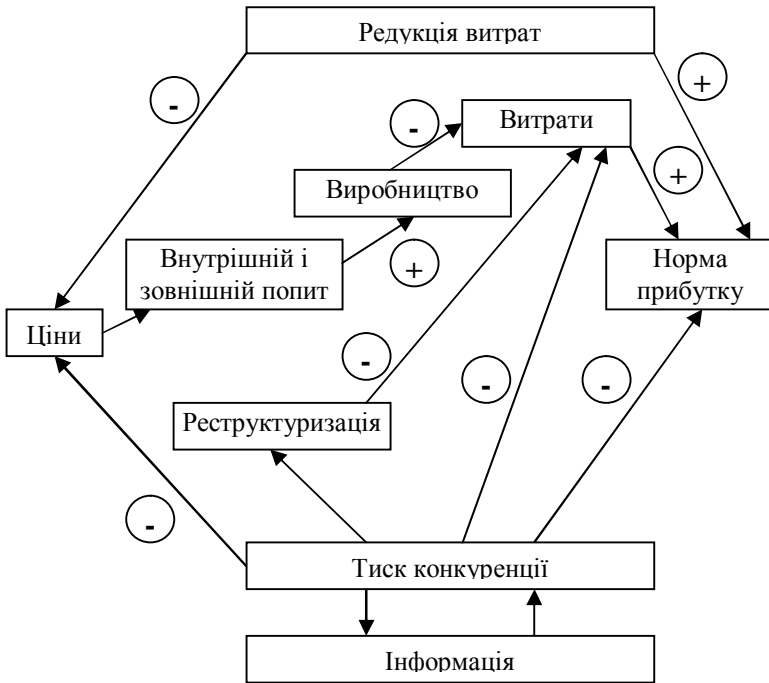 Редукція витрат
+
-
Витрати
-
+
Виробництво
Внутрішній і
зовнішній попит
+
Норма
прибутку
Ціни
-
-
-
Реструктуризація
-
Тиск конкуренції
Інформація